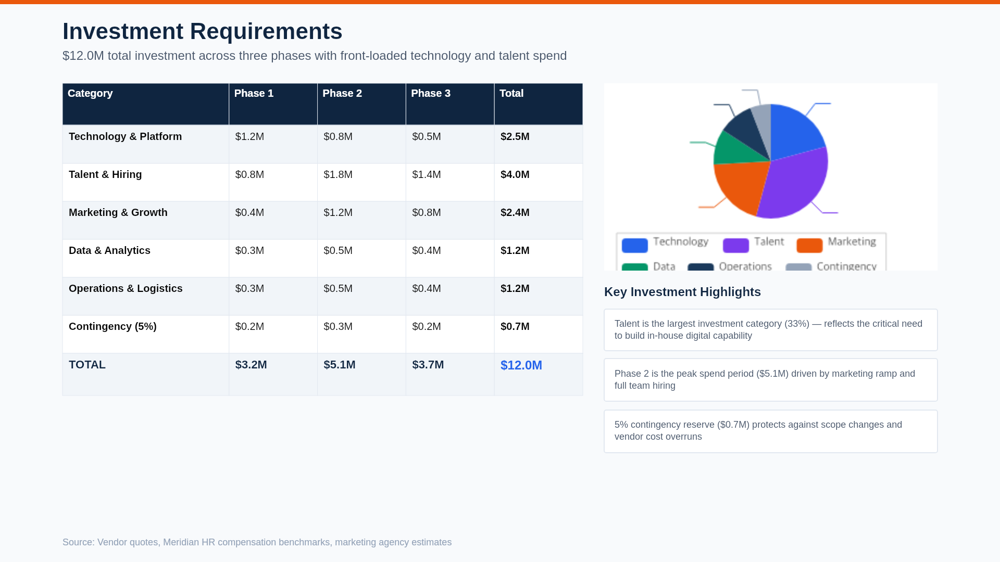 Investment Requirements
$12.0M total investment across three phases with front-loaded technology and talent spend
Category Phase 1 Phase 2 Phase 3 Total
Technology & Platform $1.2M $0.8M $0.5M $2.5M
Talent & Hiring $0.8M $1.8M $1.4M $4.0M
Marketing & Growth $0.4M $1.2M $0.8M $2.4M
Data & Analytics $0.3M $0.5M $0.4M $1.2M
Operations & Logistics $0.3M $0.5M $0.4M $1.2M
Contingency (5%) $0.2M $0.3M $0.2M $0.7M
TOTAL $3.2M $5.1M $3.7M $12.0M
Technology Talent Marketing
Data Operations Contingency
Key Investment Highlights
Talent is the largest investment category (33%) — reflects the critical need
to build in-house digital capability
Phase 2 is the peak spend period ($5.1M) driven by marketing ramp and
full team hiring
5% contingency reserve ($0.7M) protects against scope changes and
vendor cost overruns
Source: Vendor quotes, Meridian HR compensation benchmarks, marketing agency estimates